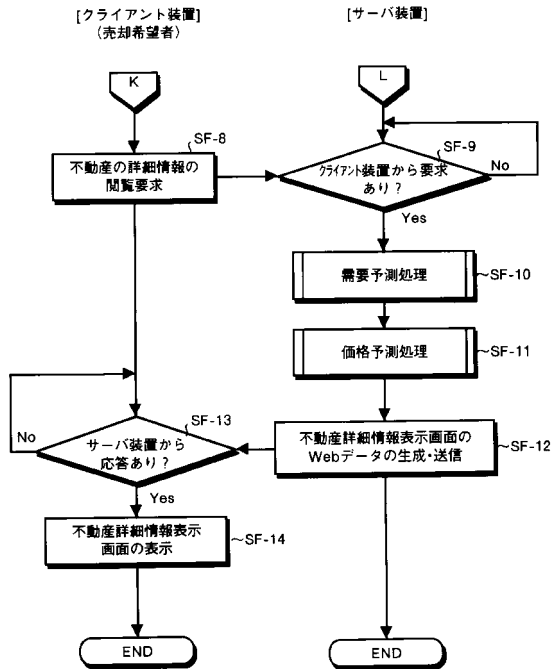 [クライアント装置]
(売却希望者)
[サーバ装置]
K
L
SF-8
不動産の詳細情報の
閲覧要求
SF-9
クライアント装置から要求
あり?
No
Yes
需要予測処理
SF-10
価格予測処理
SF-11
SF-13
サーバ装置から
応答あり?
No
Yes
不動産詳細情報表示画面の
Webデータの生成・送信
SF-12
不動産詳細情報表示
画面の表示
SF-14
END
END